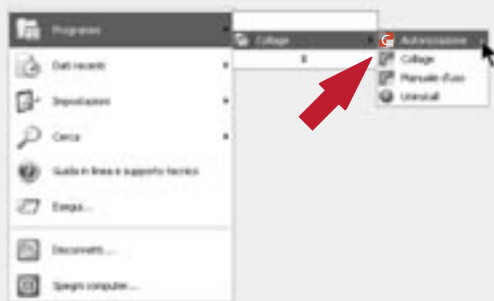 Programmi
Dati recenti
Impostazioni
Cerca
Guida in linea e supporto tecnico
Esegui...
Disconnetti...
Spegni computer...
Collage
Autorizzazione
Collage
Manuale d'uso
Uninstall